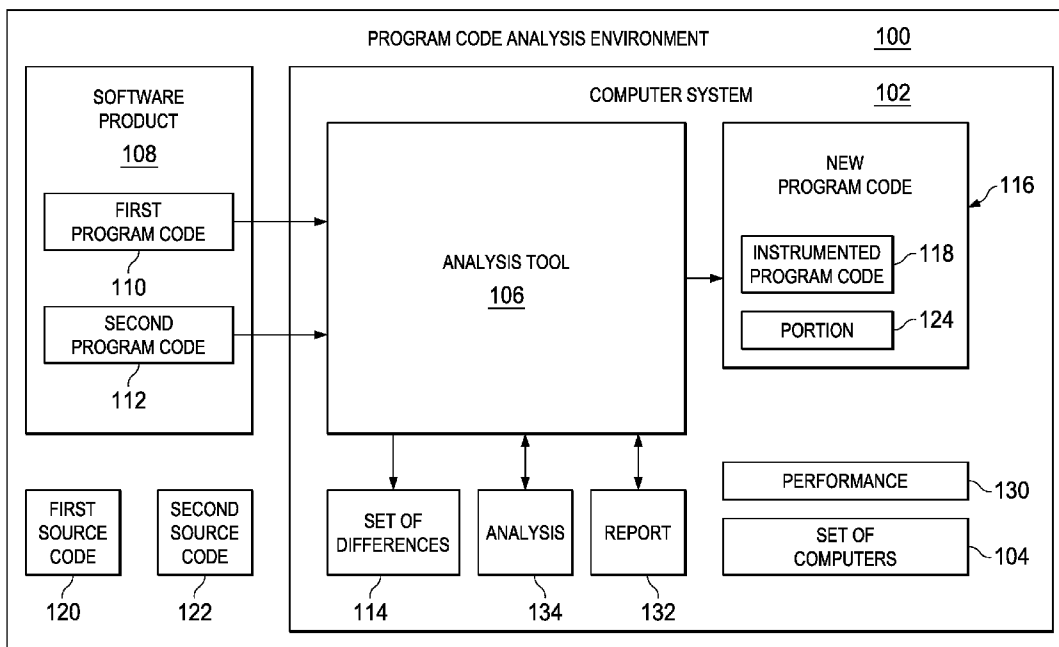 PROGRAM CODE ANALYSIS ENVIRONMENT 100
SOFTWARE
PRODUCT
108
FIRST
PROGRAM CODE
110
SECOND
PROGRAM CODE
112
COMPUTER SYSTEM 102
ANALYSIS TOOL
106
NEW
PROGRAM CODE
116
INSTRUMENTED
PROGRAM CODE
118
PORTION
124
FIRST
SOURCE
CODE
120
SECOND
SOURCE
CODE
122
SET OF
DIFFERENCES
114
ANALYSIS
134
REPORT
132
PERFORMANCE
130
SET OF
COMPUTERS
104